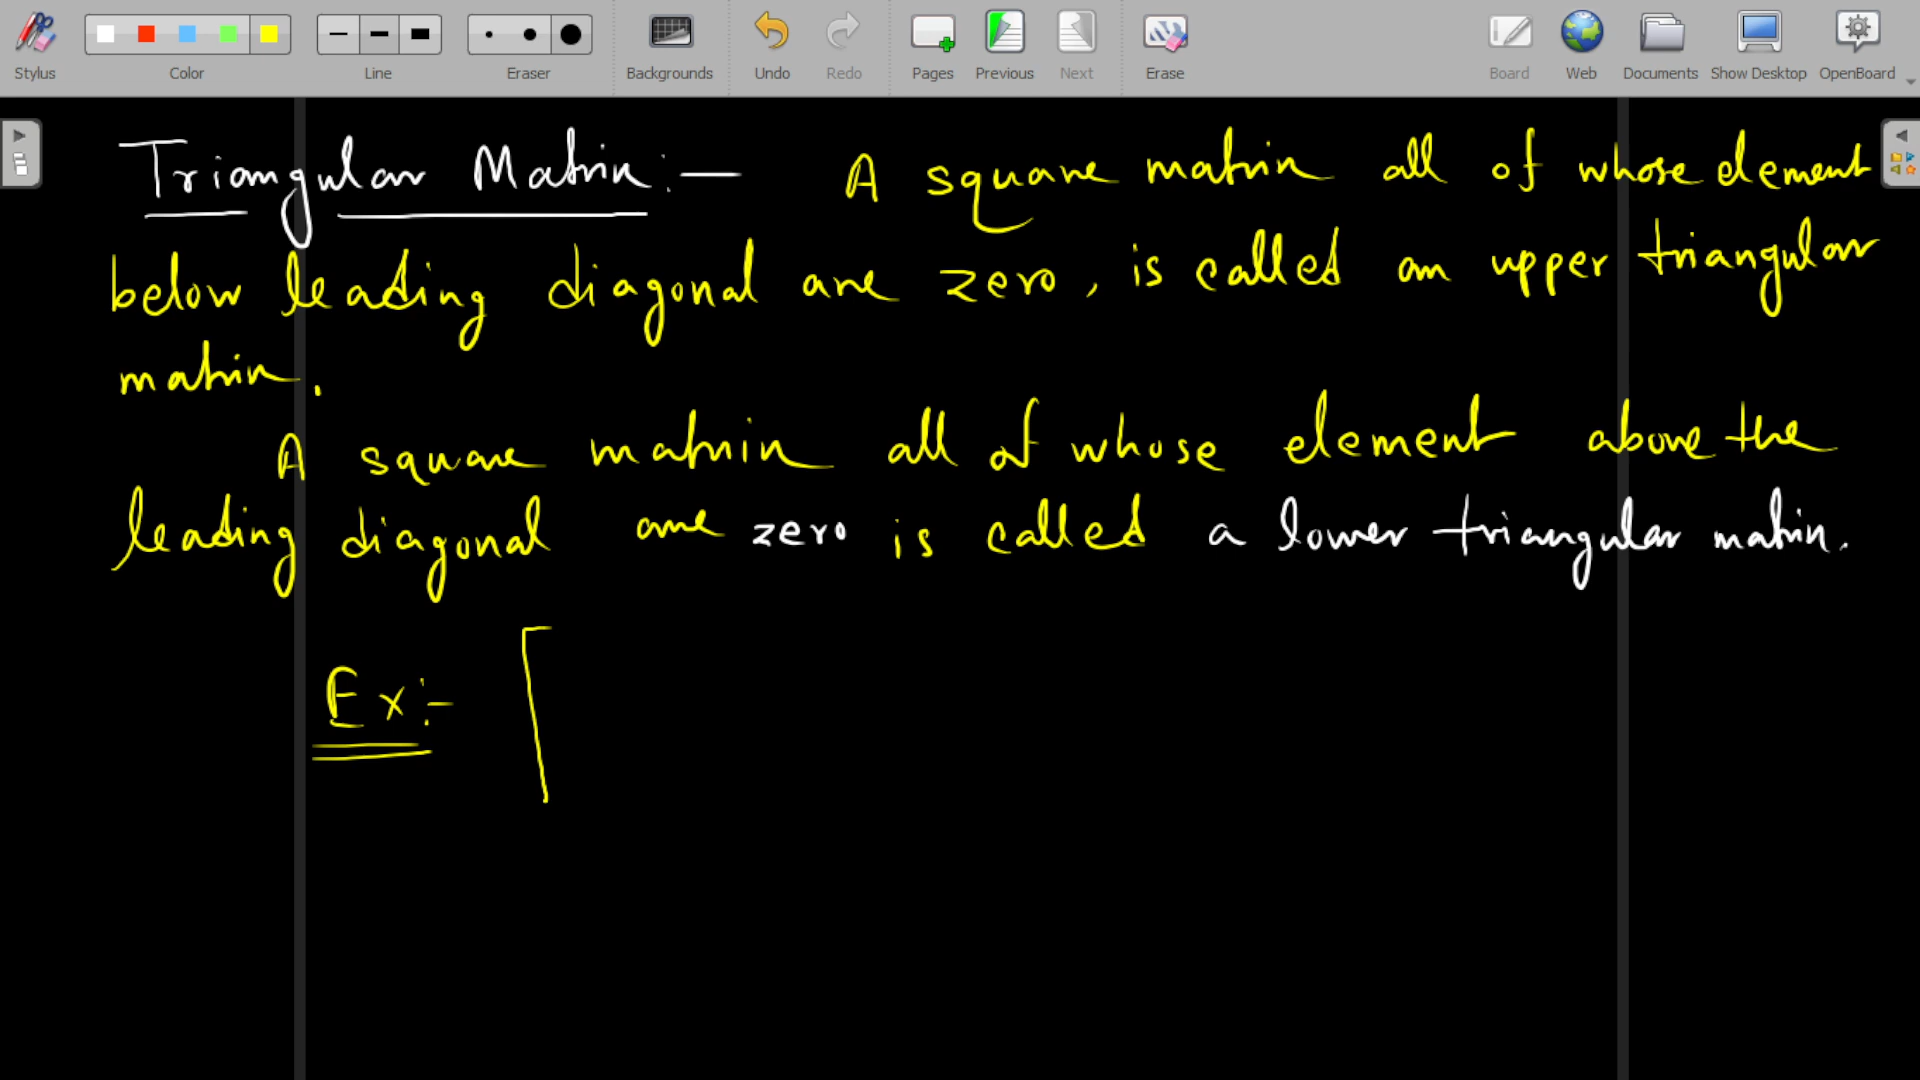 Stylus Color Line Eraser Backgrounds Undo Redo Pages Previous Next Erase Board Web Documents Show Desktop OpenBoard
Triangular Matrix :— A square matrix all of whose element
below leading diagonal are zero, is called an upper triangular
matrix.
A square matrix all of whose element above the
leading diagonal are zero is called a lower triangular matrix.
Ex:- [